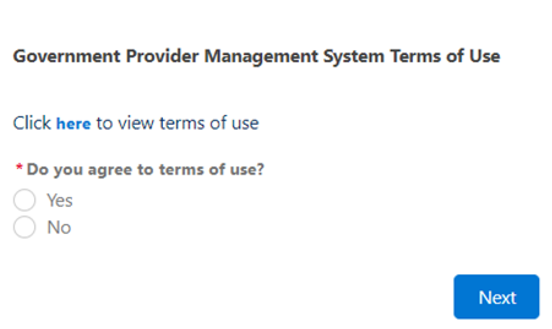 Government Provider Management System Terms of Use
Click here to view terms of use
* Do you agree to terms of use?
Yes
No
Next